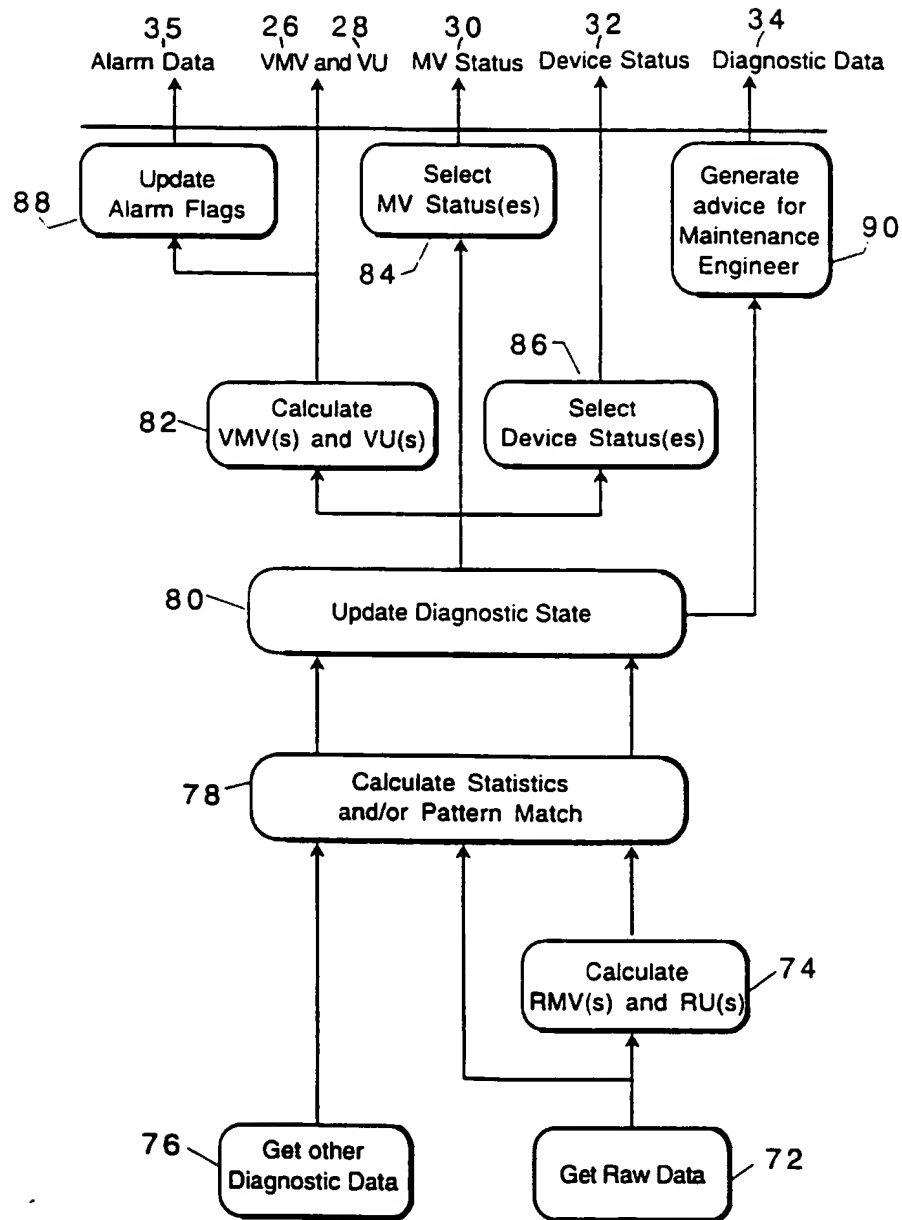 35 26 28 30 32 34
Alarm Data VMV and VU MV Status Device Status Diagnostic Data
Update
Alarm Flags
88
Select
MV Status(es)
84
Generate
advice for
Maintenance
Engineer
90
86
82
Calculate
VMV(s) and VU(s)
Select
Device Status(es)
80
Update Diagnostic State
78
Calculate Statistics
and/or Pattern Match
Calculate
RMV(s) and RU(s)
74
76
Get other
Diagnostic Data
Get Raw Data
72